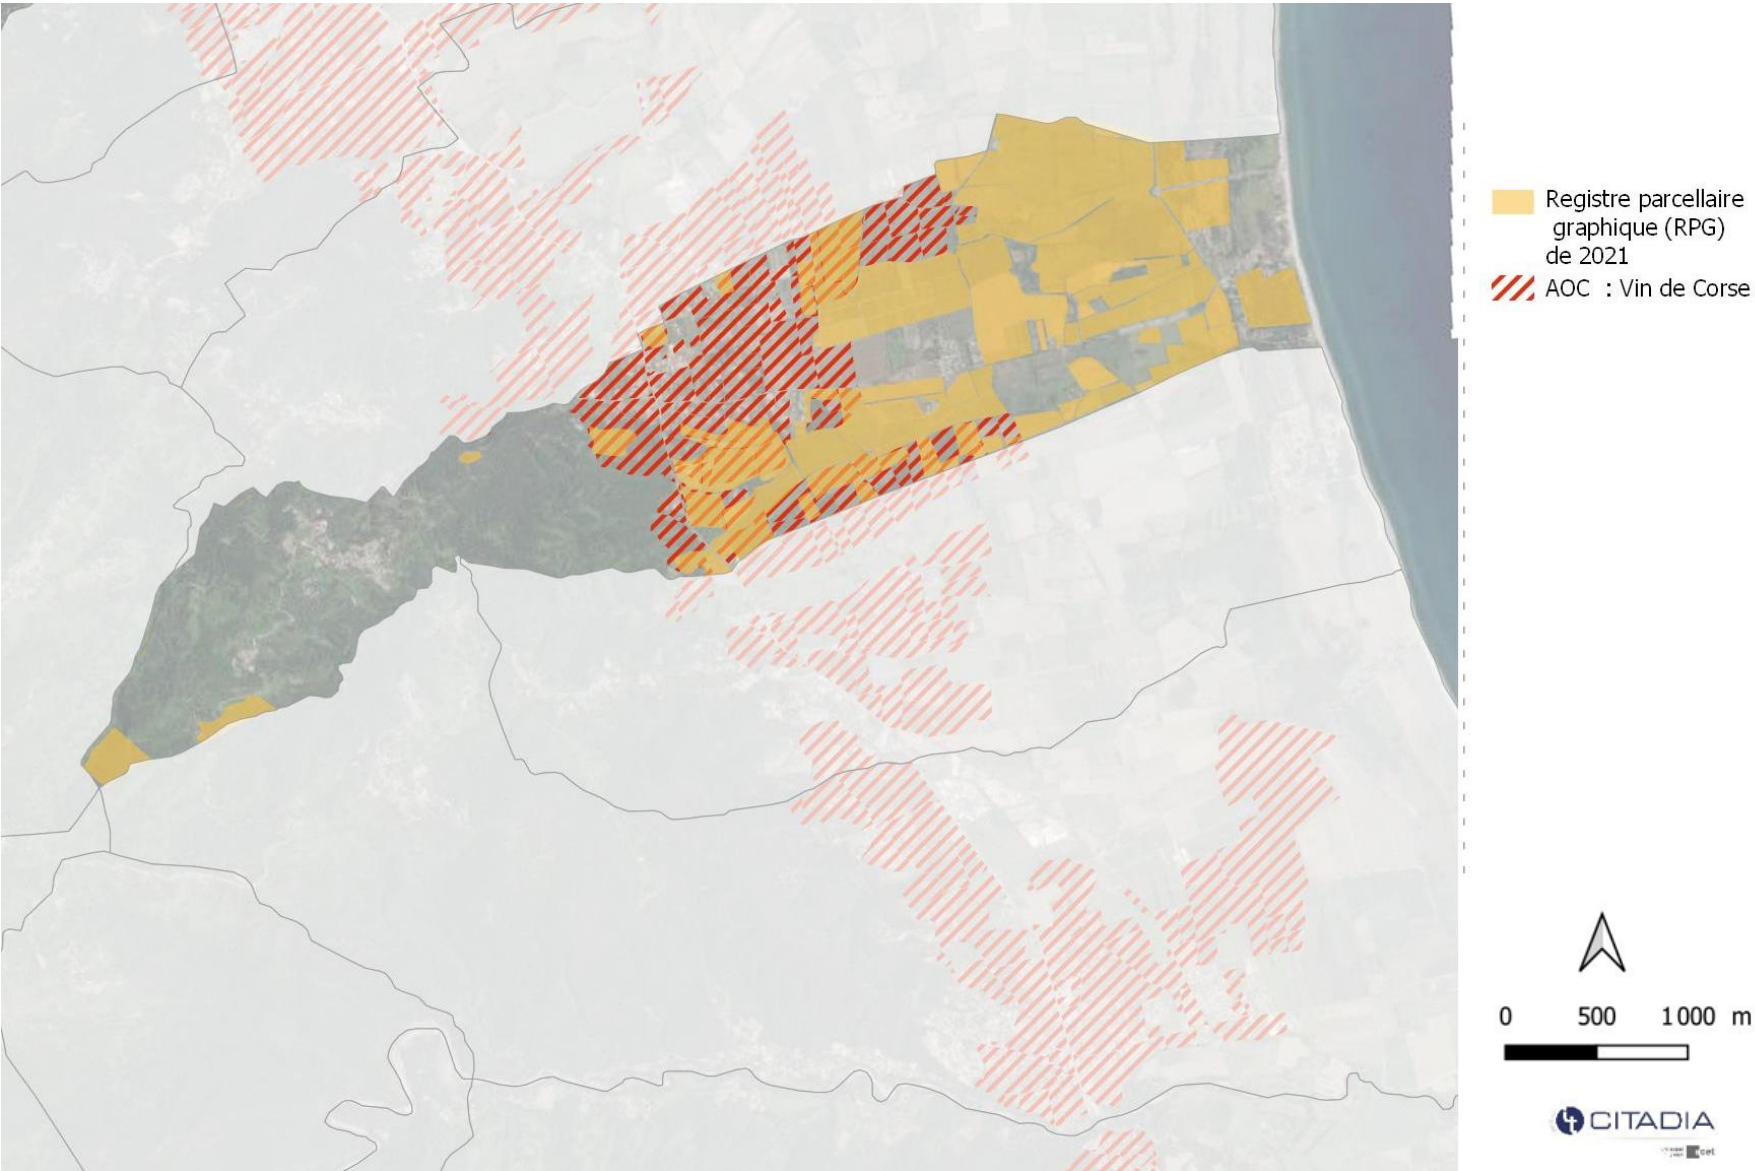 Registre parcellaire
graphique (RPG)
de 2021
AOC : Vin de Corse
0 500 1 000 m
CITADIA